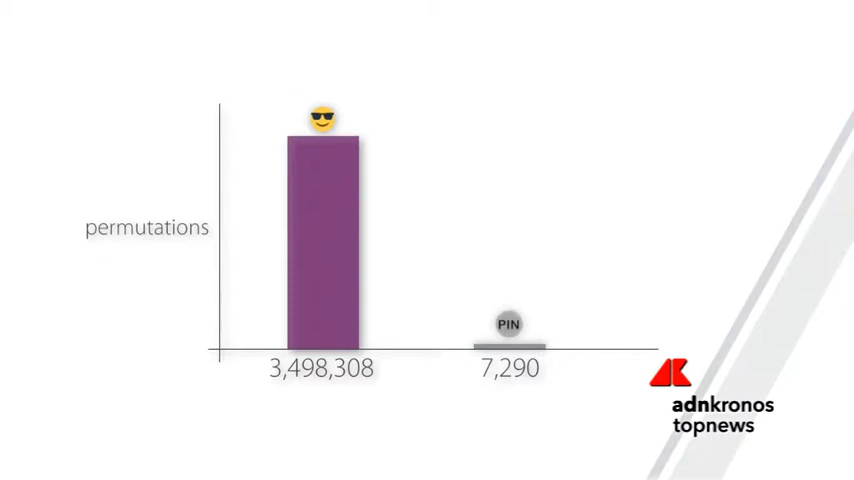 permutations
PIN
3,498,308
7,290
adnkronos
topnews